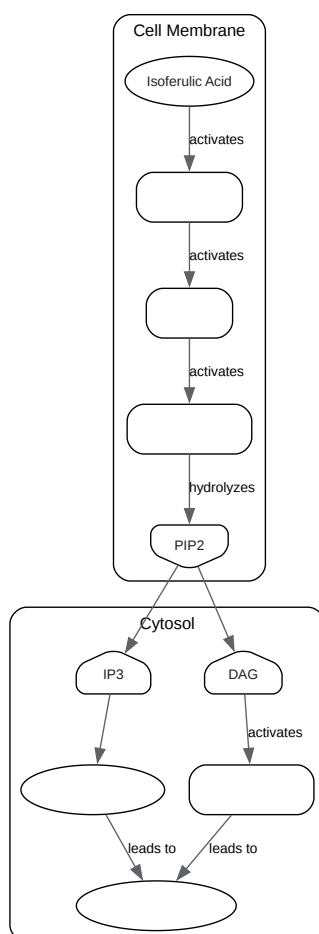 Cell Membrane
Isoferulic Acid
activates
activates
activates
hydrolyzes
PIP2
Cytosol
IP3
DAG
activates
leads to
leads to